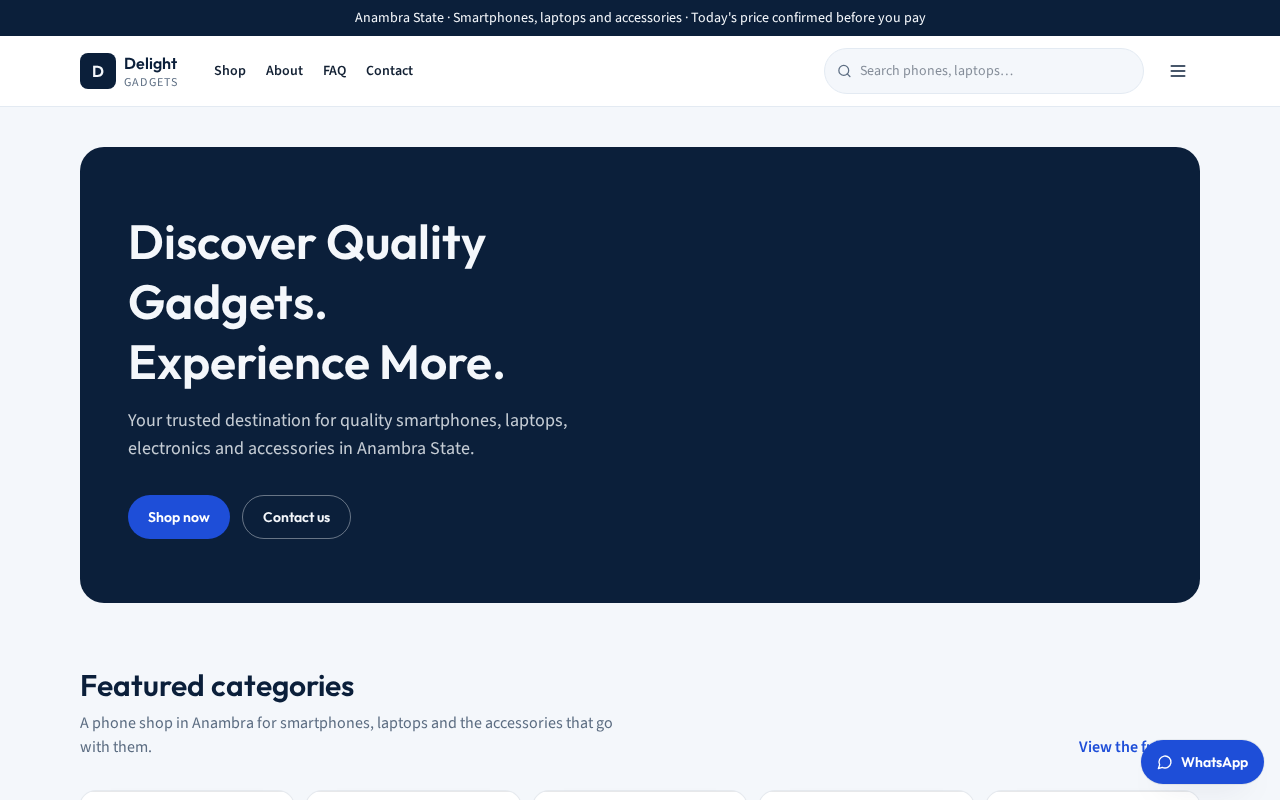 Anambra State · Smartphones, laptops and accessories · Today's price confirmed before you pay
D
Delight
GADGETS
Shop
About
FAQ
Contact
Search phones, laptops…
Discover Quality
Gadgets.
Experience More.
Your trusted destination for quality smartphones, laptops,
electronics and accessories in Anambra State.
Shop now
Contact us
Featured categories
A phone shop in Anambra for smartphones, laptops and the accessories that go
with them.
View the
WhatsApp